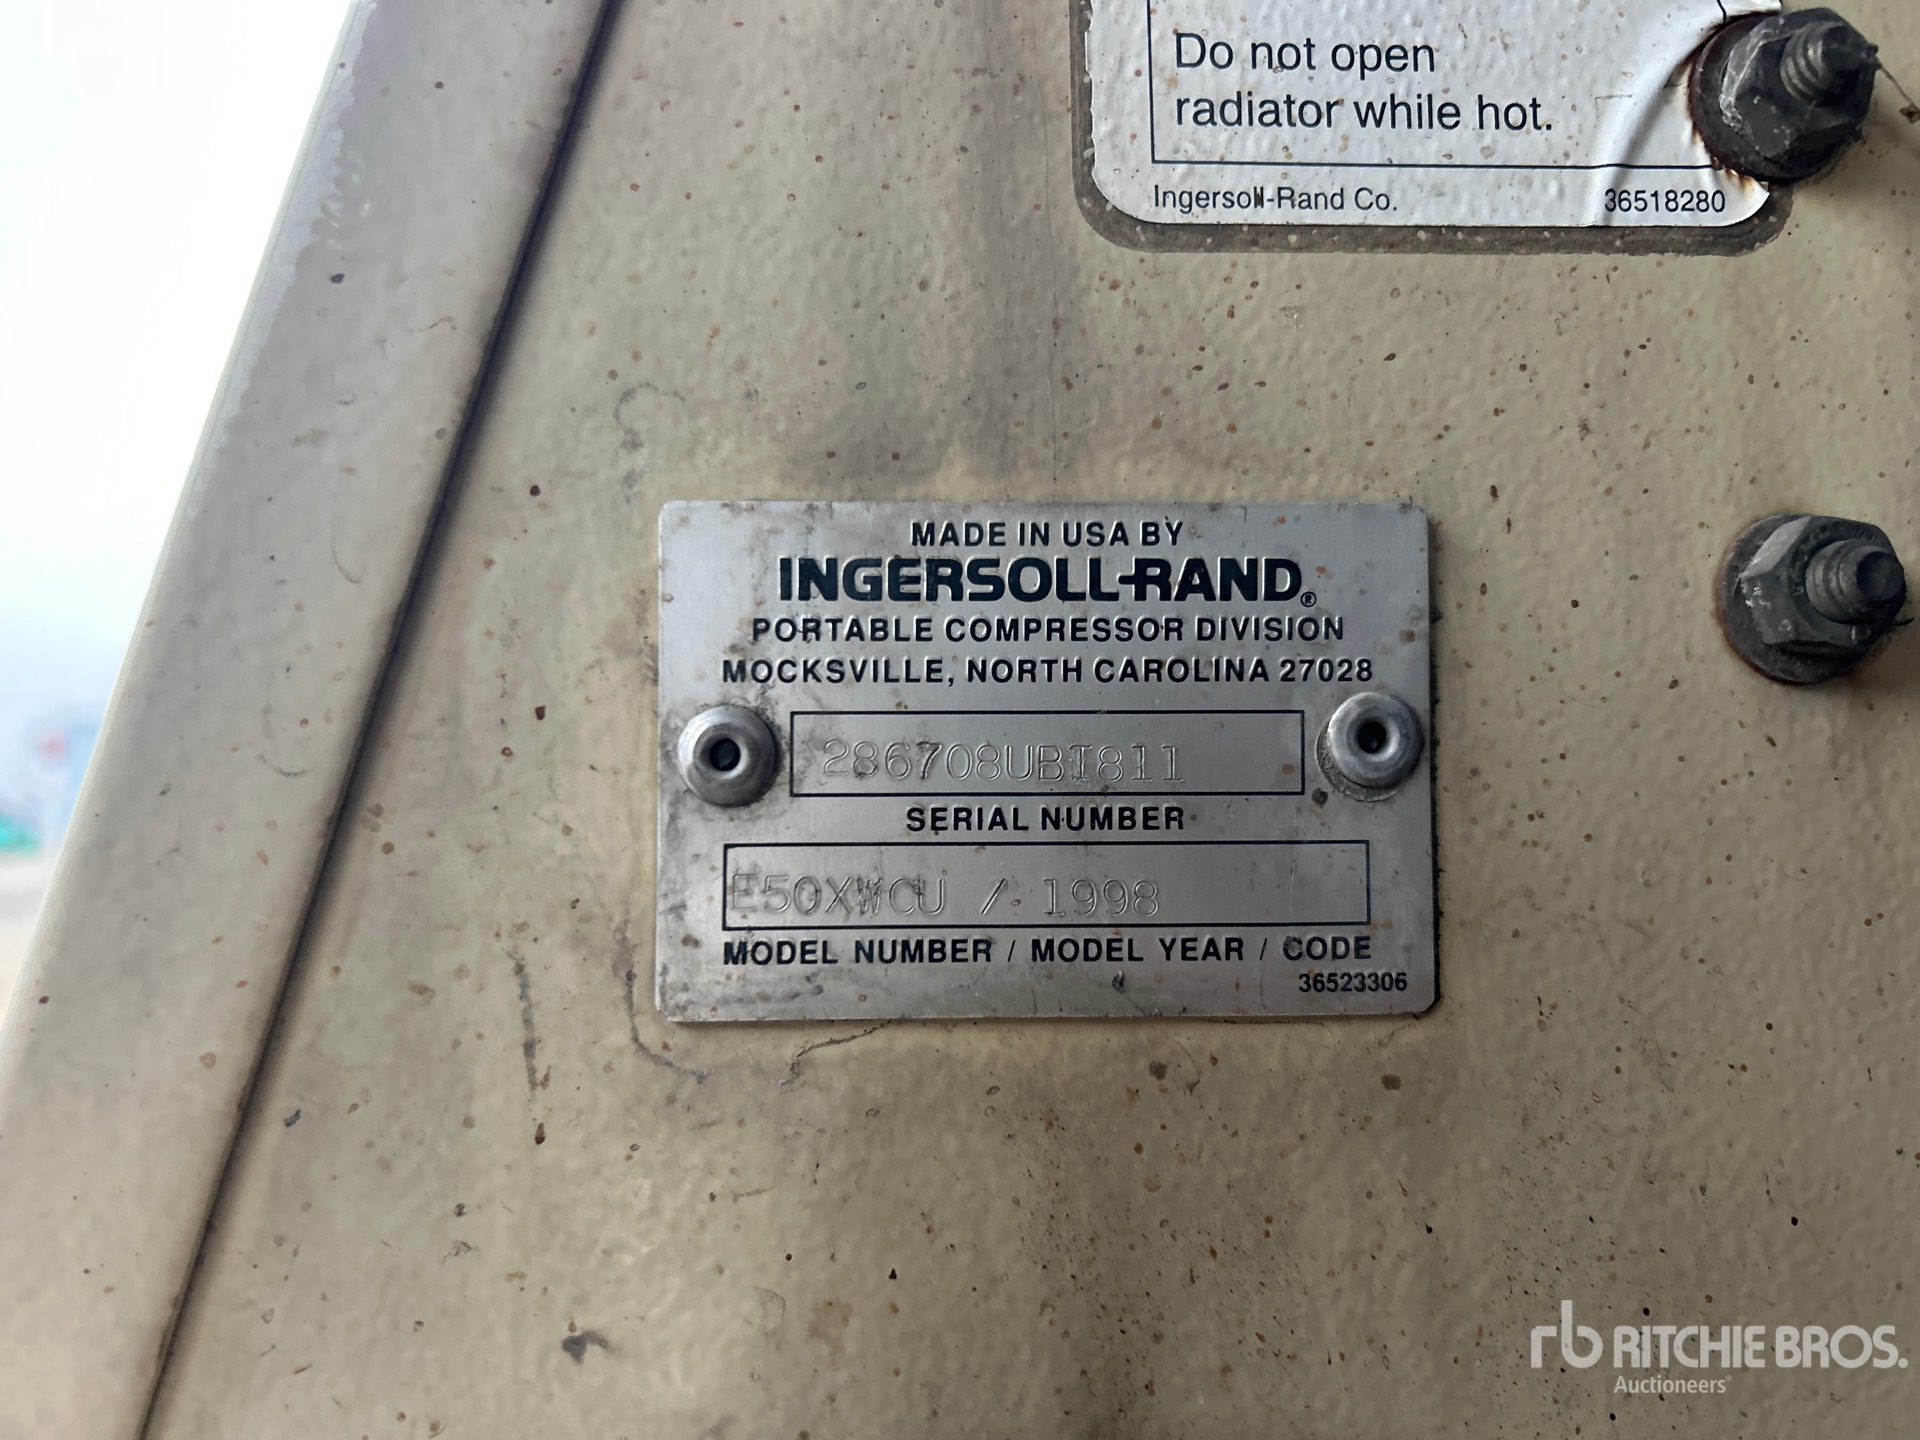 Do not open
radiator while hot.
Ingersoll-Rand Co. 36518280
MADE IN USA BY
INGERSOLL-RAND®
PORTABLE COMPRESSOR DIVISION
MOCKSVILLE, NORTH CAROLINA 27028
286708UBI811
SERIAL NUMBER
E50XWCU / 1998
MODEL NUMBER / MODEL YEAR / CODE
36523306
rb RITCHIE BROS.
Auctioneers